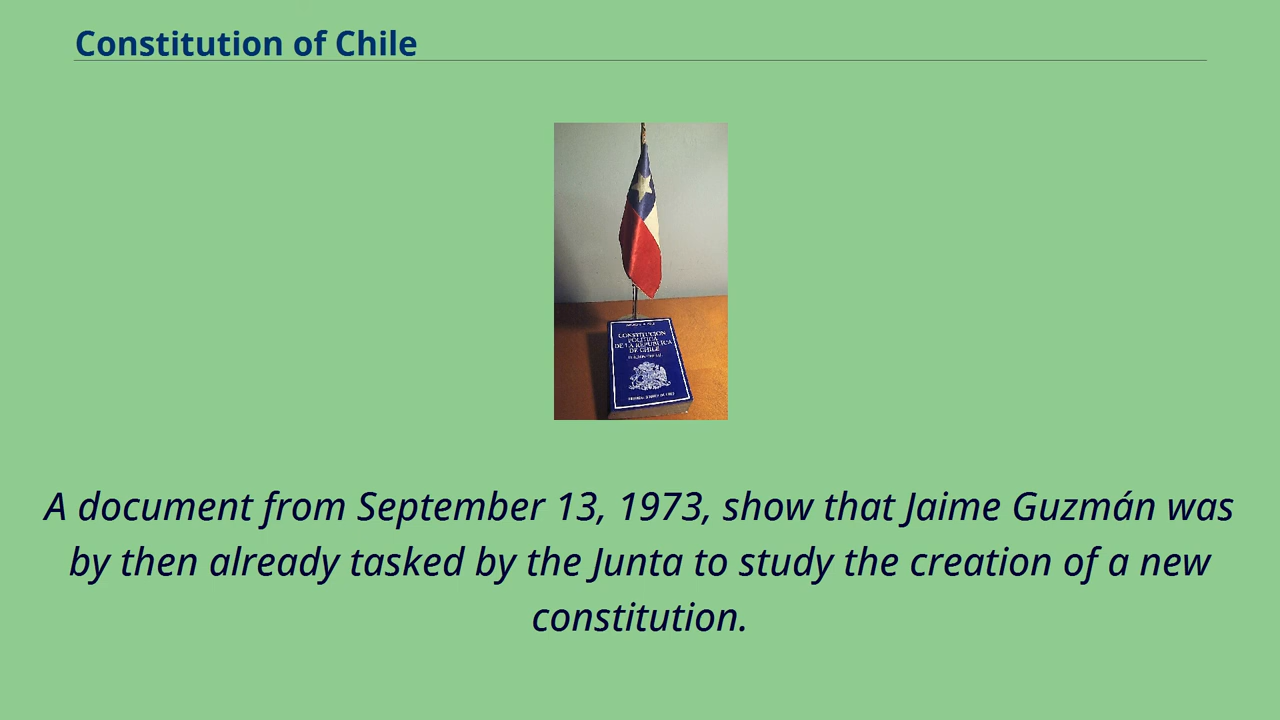 Constitution of Chile
CONSTITUCION
POLITICA
DE LA REPUBLICA
DE CHILE
A document from September 13, 1973, show that Jaime Guzmán was
by then already tasked by the Junta to study the creation of a new
constitution.